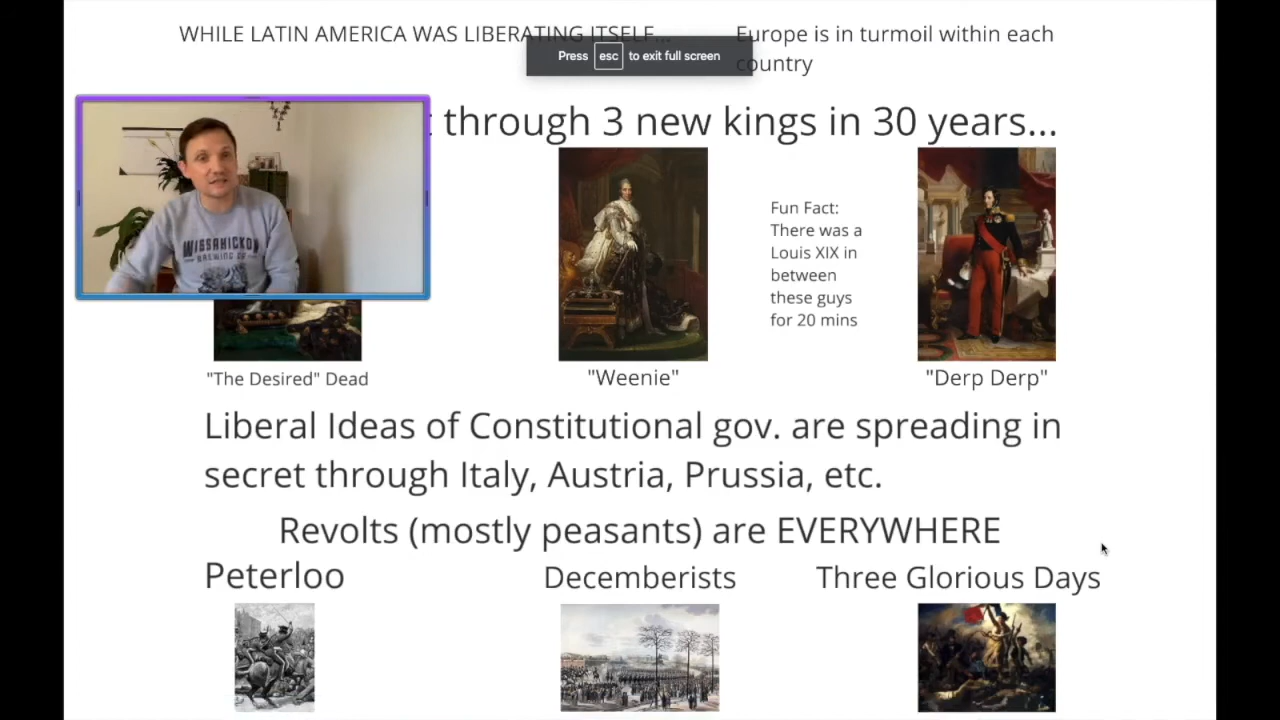 WHILE LATIN AMERICA WAS LIBERATING ITSELF...
Europe is in turmoil within each
country
Press esc to exit full screen
through 3 new kings in 30 years...
WISSAHICKON
BREWING CO
Fun Fact:
There was a
Louis XIX in
between
these guys
for 20 mins
"The Desired" Dead
"Weenie"
"Derp Derp"
Liberal Ideas of Constitutional gov. are spreading in
secret through Italy, Austria, Prussia, etc.
Revolts (mostly peasants) are EVERYWHERE
Peterloo
Decemberists
Three Glorious Days